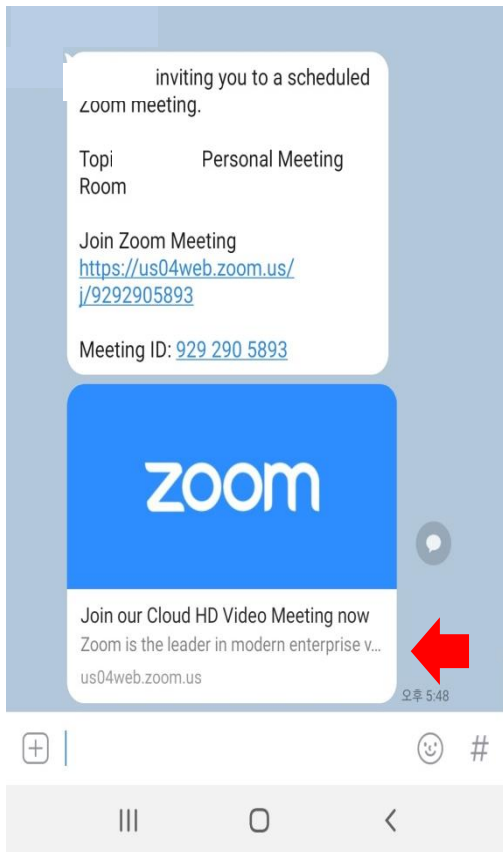 inviting you to a scheduled
Zoom meeting.
Topi Personal Meeting
Room
Join Zoom Meeting
https://us04web.zoom.us/
j/9292905893
Meeting ID: 929 290 5893
zoom
Join our Cloud HD Video Meeting now
Zoom is the leader in modern enterprise v...
us04web.zoom.us
오후 5:48
#